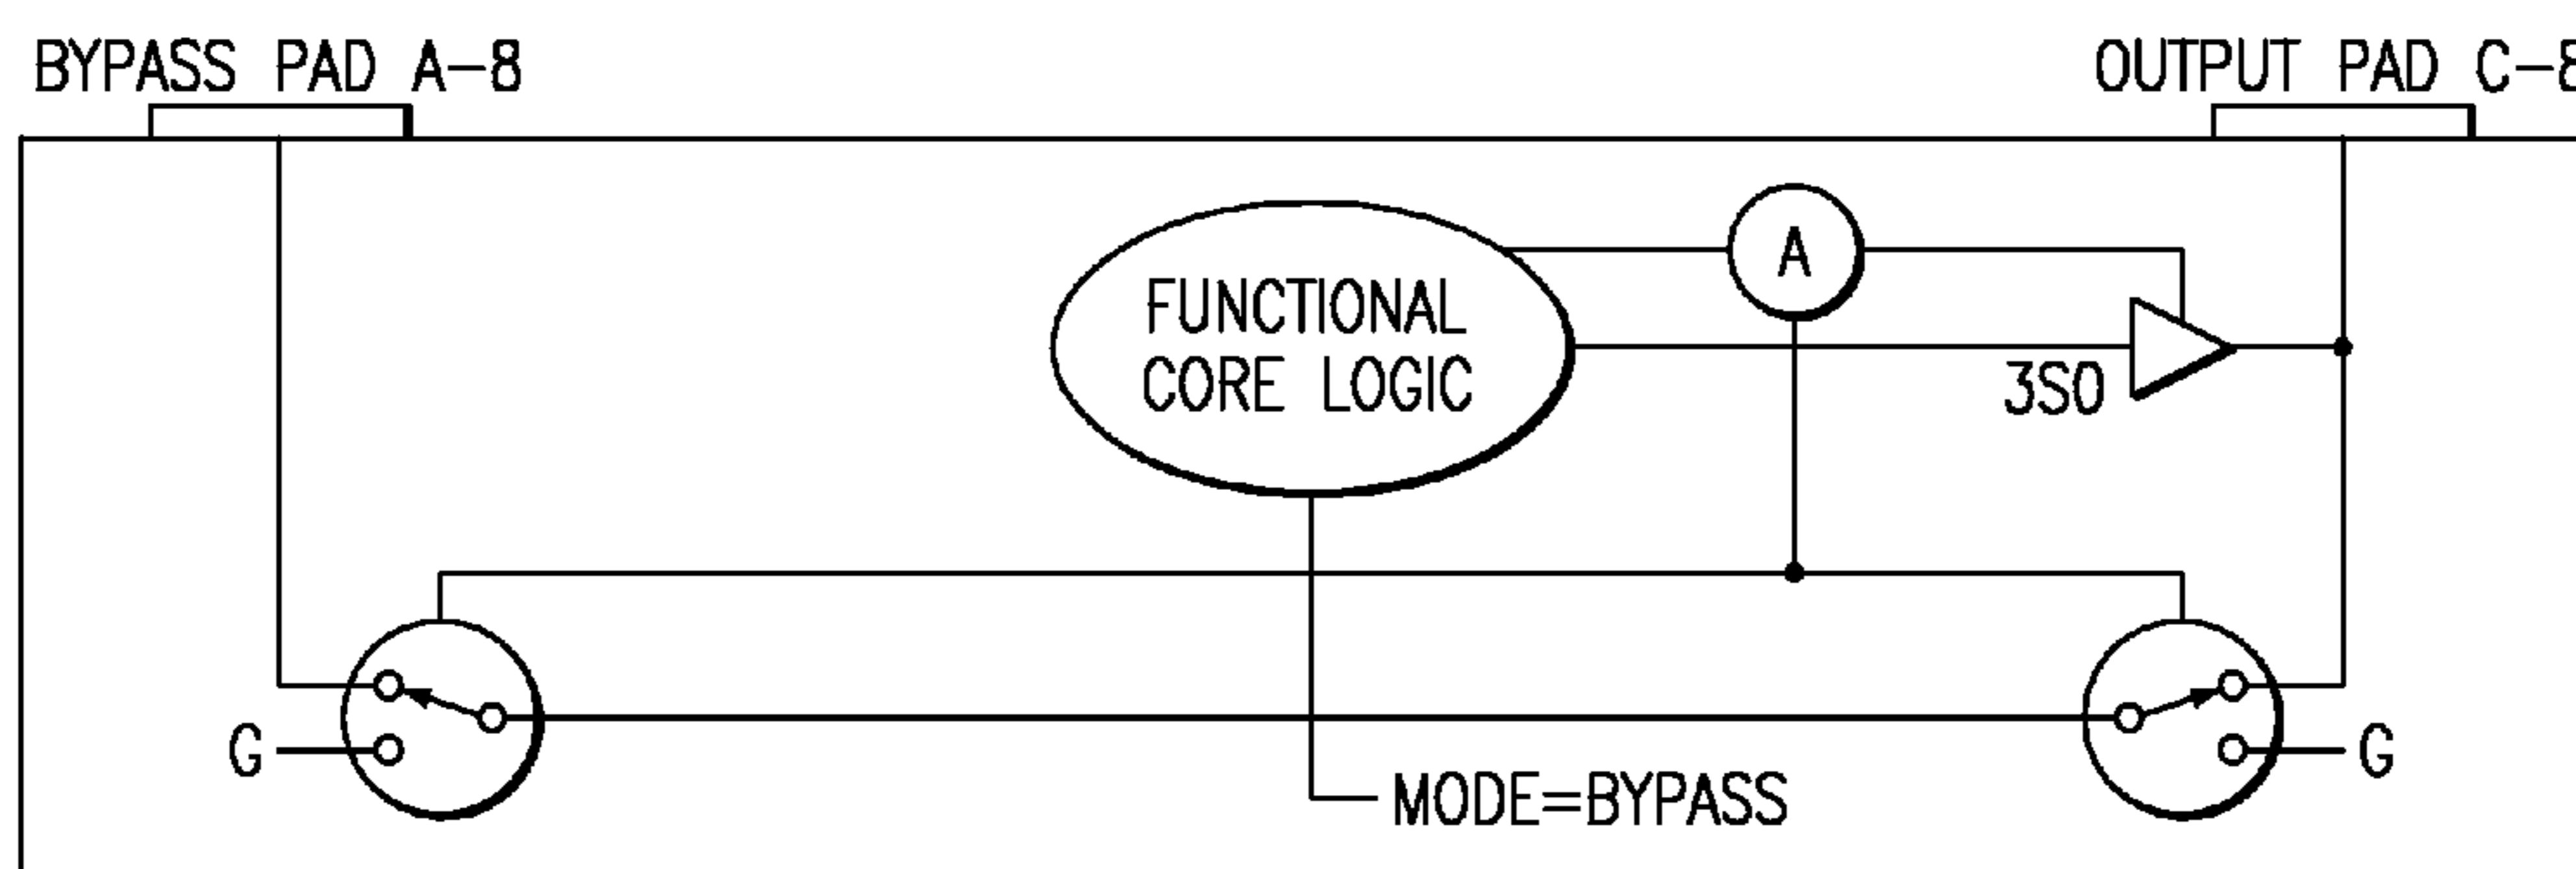 BYPASS PAD A-8
OUTPUT PAD C-8
A
FUNCTIONAL
CORE LOGIC
3S0
G
G
MODE=BYPASS